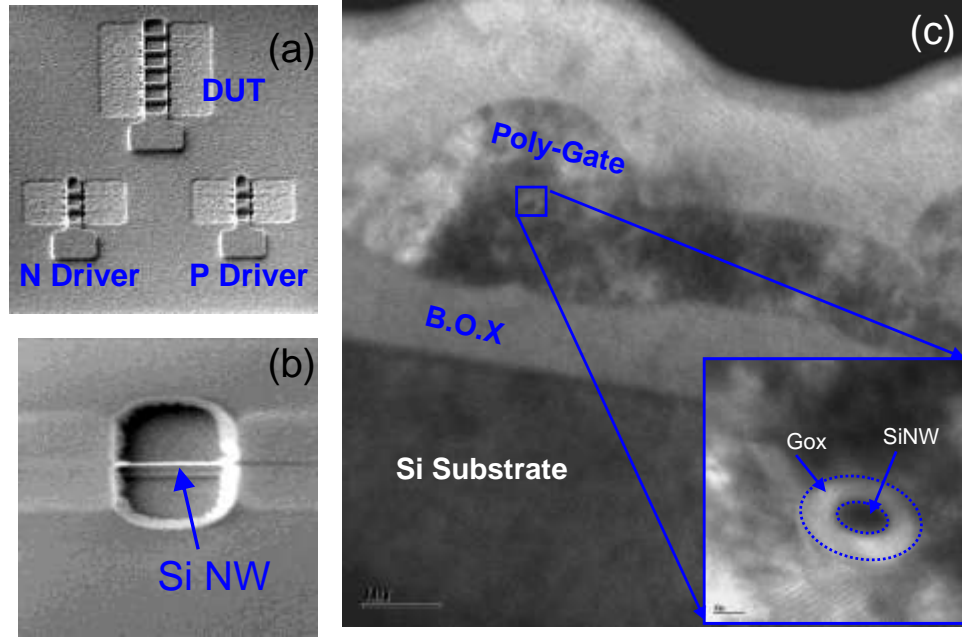 (a)
DUT
N Driver
P Driver
(b)
Si NW
(c)
Poly-Gate
B.O.X
Si Substrate
Gox
SiNW